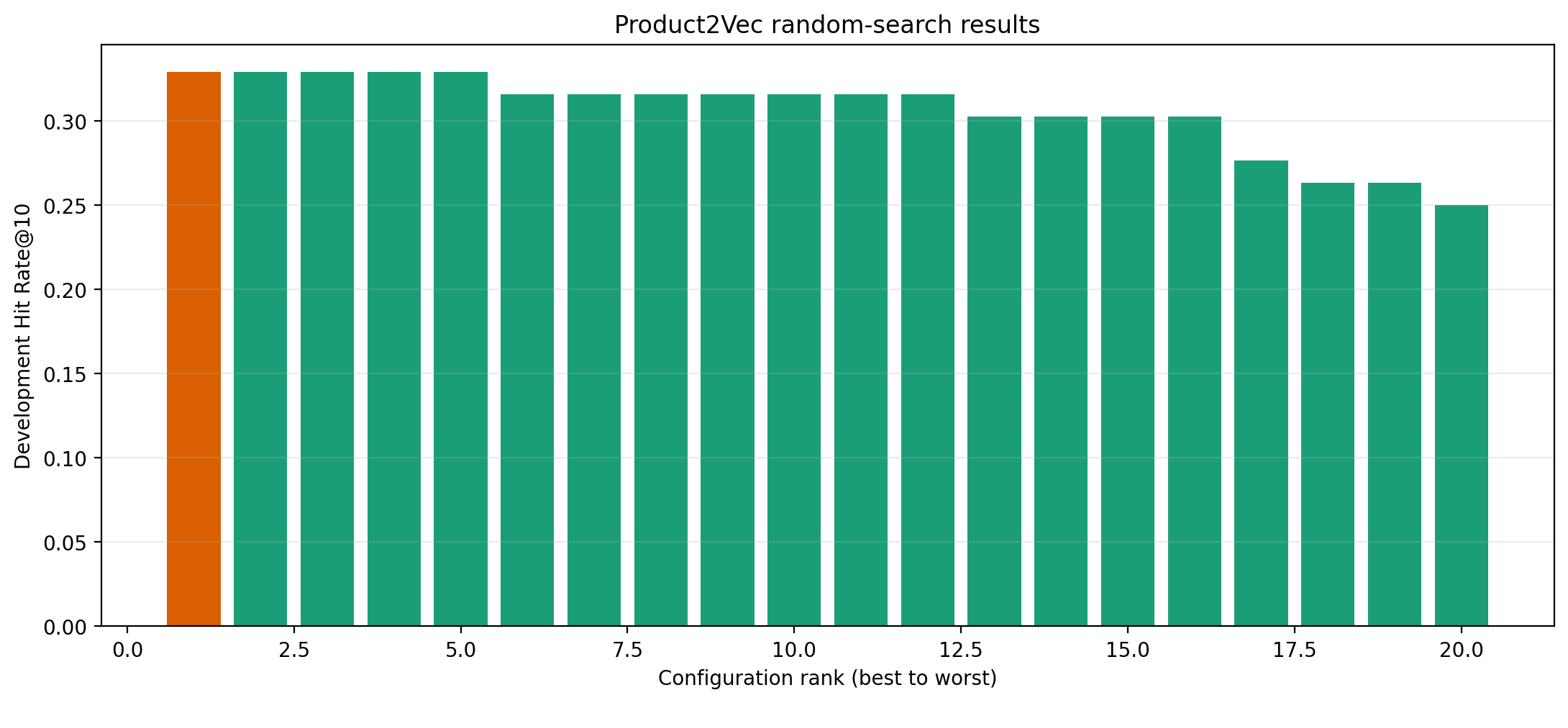 Product2Vec random-search results
Development Hit Rate@10
0.30
0.25
0.20
0.15
0.10
0.05
0.00
0.0 2.5 5.0 7.5 10.0 12.5 15.0 17.5 20.0
Configuration rank (best to worst)